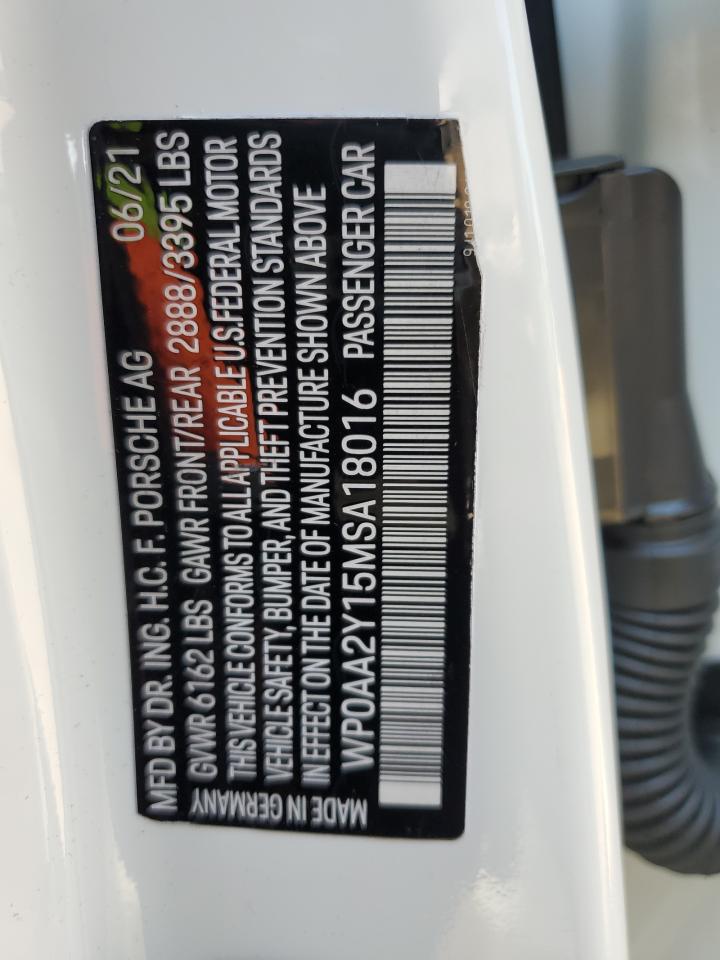 MFD BY DR. ING. H.C. F. PORSCHE AG 06/21
GVWR 6162 LBS GAWR FRONT/REAR 2888/3395 LBS
THIS VEHICLE CONFORMS TO ALL APPLICABLE U.S.FEDERAL MOTOR
VEHICLE SAFETY, BUMPER, AND THEFT PREVENTION STANDARDS
IN EFFECT ON THE DATE OF MANUFACTURE SHOWN ABOVE
WP0AA2Y15MSA18016 PASSENGER CAR
MADE IN GERMANY